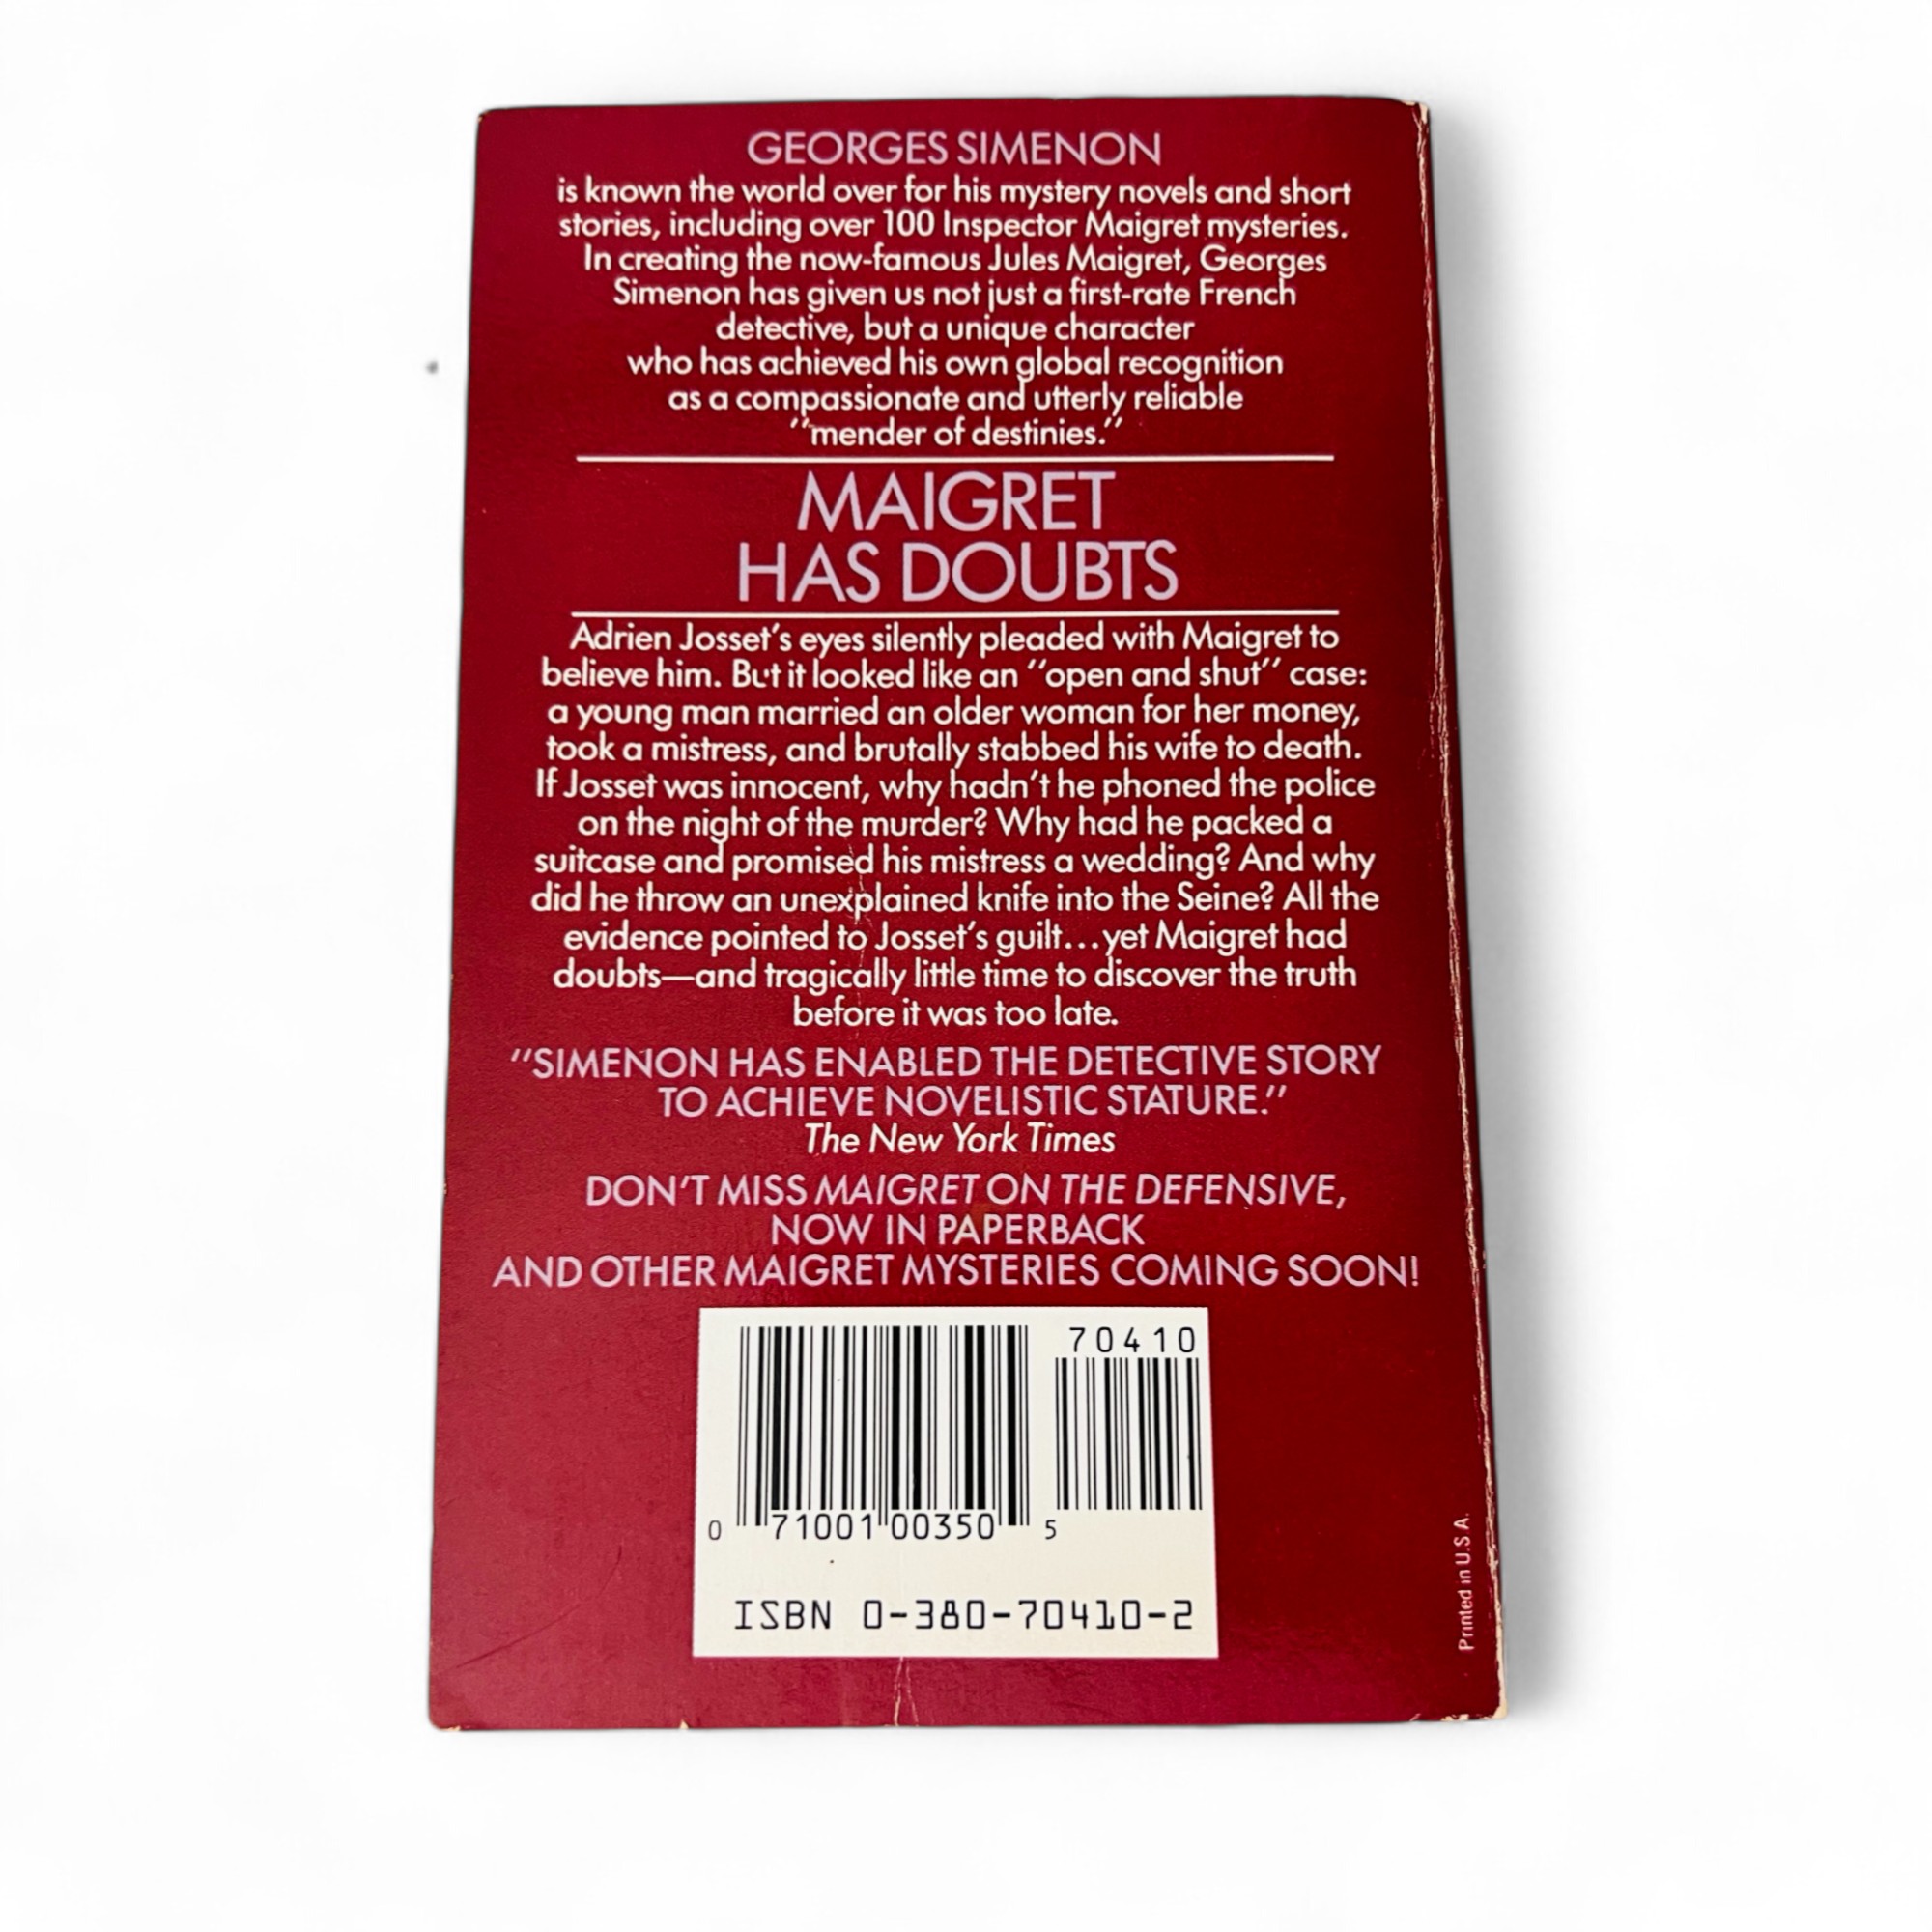 GEORGES SIMENON
is known the world over for his mystery novels and short
stories, including over 100 Inspector Maigret mysteries.
In creating the now-famous Jules Maigret, Georges
Simenon has given us not just a first-rate French
detective, but a unique character
who has achieved his own global recognition
as a compassionate and utterly reliable
"mender of destinies."
MAIGRET
HAS DOUBTS
Adrien Josset's eyes silently pleaded with Maigret to
believe him. But it looked like an "open and shut" case:
a young man married an older woman for her money,
took a mistress, and brutally stabbed his wife to death.
If Josset was innocent, why hadn't he phoned the police
on the night of the murder? Why had he packed a
suitcase and promised his mistress a wedding? And why
did he throw an unexplained knife into the Seine? All the
evidence pointed to Josset's guilt...yet Maigret had
doubts—and tragically little time to discover the truth
before it was too late.
"SIMENON HAS ENABLED THE DETECTIVE STORY
TO ACHIEVE NOVELISTIC STATURE."
The New York Times
DON'T MISS MAIGRET ON THE DEFENSIVE,
NOW IN PAPERBACK
AND OTHER MAIGRET MYSTERIES COMING SOON!
70410
0 71001 00350 5
ISBN 0-380-70410-2
Printed in U.S.A.